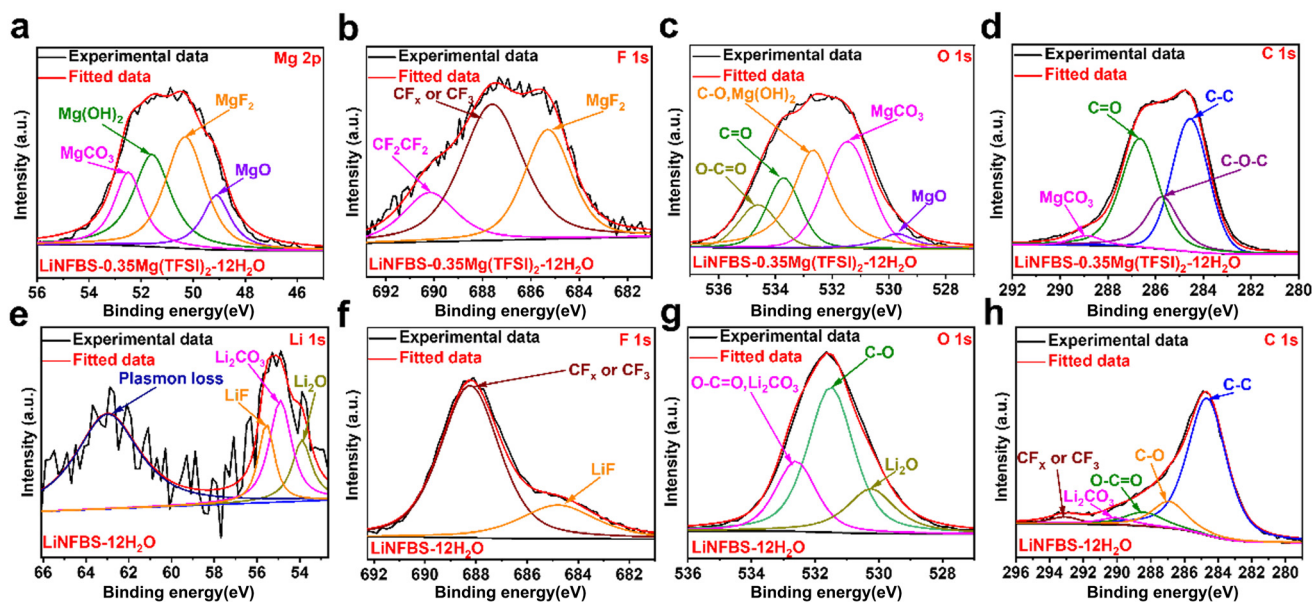 a
Experimental data
Fitted data
Mg 2p
Mg(OH)₂
MgF₂
MgCO₃
MgO
LiNFBS-0.35Mg(TFSI)₂-12H₂O
Intensity (a.u.)
56 54 52 50 48 46
Binding energy(eV)
b
Experimental data
Fitted data
F 1s
CFₓ or CF₃
MgF₂
CF₂CF₂
LiNFBS-0.35Mg(TFSI)₂-12H₂O
Intensity (a.u.)
692 690 688 686 684 682
Binding energy(eV)
c
Experimental data
Fitted data
O 1s
C-O,Mg(OH)₂
MgCO₃
C=O
O-C=O
MgO
LiNFBS-0.35Mg(TFSI)₂-12H₂O
Intensity (a.u.)
536 534 532 530 528
Binding energy(eV)
d
Experimental data
Fitted data
C 1s
C=O
C-C
C-O-C
MgCO₃
LiNFBS-0.35Mg(TFSI)₂-12H₂O
Intensity (a.u.)
292 290 288 286 284 282 280
Binding energy(eV)
e
Experimental data
Fitted data
Li 1s
Li₂CO₃
Plasmon loss
Li₂O
LiF
LiNFBS-12H₂O
Intensity (a.u.)
66 64 62 60 58 56 54
Binding energy(eV)
f
Experimental data
Fitted data
F 1s
CFₓ or CF₃
LiF
LiNFBS-12H₂O
Intensity (a.u.)
692 690 688 686 684 682
Binding energy(eV)
g
Experimental data
Fitted data
O 1s
C-O
O-C=O,Li₂CO₃
Li₂O
LiNFBS-12H₂O
Intensity (a.u.)
536 534 532 530 528
Binding energy(eV)
h
Experimental data
Fitted data
C 1s
C-C
CFₓ or CF₃
C-O
O-C=O
Li₂CO₃
LiNFBS-12H₂O
Intensity (a.u.)
296 294 292 290 288 286 284 282 280
Binding energy(eV)